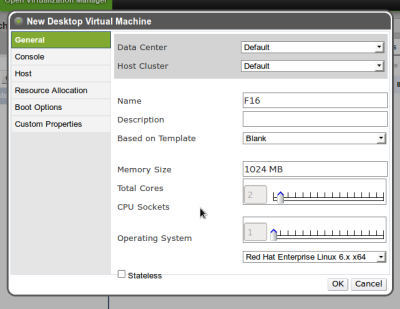 Open Virtualization Manager
New Desktop Virtual Machine
General
Console
Host
Resource Allocation
Boot Options
Custom Properties
Data Center
Default
Host Cluster
Default
Name
F16
Description
Based on Template
Blank
Memory Size
1024 MB
Total Cores
2
CPU Sockets
1
Operating System
Red Hat Enterprise Linux 6.x x64
Stateless
OK
Cancel